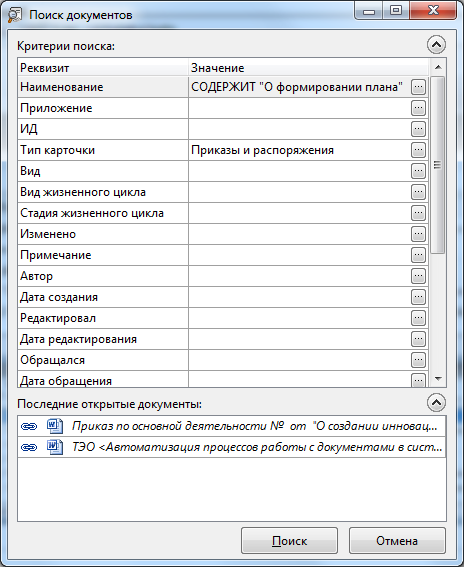 Поиск документов
Критерии поиска:
Реквизит Значение
Наименование СОДЕРЖИТ "О формировании плана" ...
Приложение ...
ИД ...
Тип карточки Приказы и распоряжения ...
Вид ...
Вид жизненного цикла ...
Стадия жизненного цикла ...
Изменено ...
Примечание ...
Автор ...
Дата создания ...
Редактировал ...
Дата редактирования ...
Обращался ...
Дата обращения ...
Последние открытые документы:
Приказ по основной деятельности № от "О создании инновац...
ТЭО <Автоматизация процессов работы с документами в сист...
Поиск Отмена